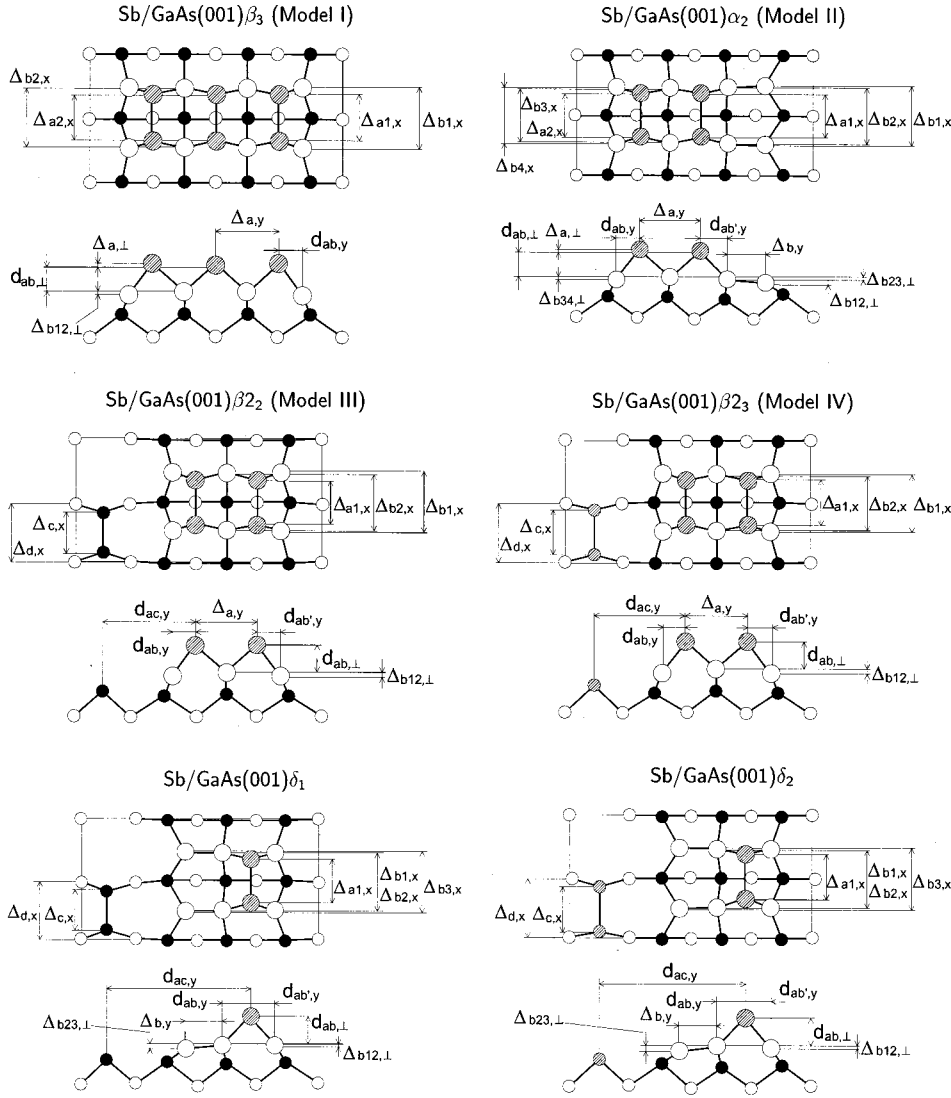 Sb/GaAs(001)β₃ (Model I)
Δb2,x
Δa2,x
Δa1,x
Δb1,x
Δa,y
Δa,⊥
dab,y
dab,⊥
Δb12,⊥
Sb/GaAs(001)α₂ (Model II)
Δb3,x
Δa2,x
Δb4,x
Δa1,x
Δb2,x
Δb1,x
Δa,y
dab,⊥
Δa,⊥
dab,y
dab',y
Δb,y
Δb23,⊥
Δb34,⊥
Δb12,⊥
Sb/GaAs(001)β2₂ (Model III)
Δc,x
Δd,x
Δa1,x
Δb2,x
Δb1,x
dac,y
Δa,y
dab,y
dab',y
dab,⊥
Δb12,⊥
Sb/GaAs(001)β2₃ (Model IV)
Δc,x
Δd,x
Δa1,x
Δb2,x
Δb1,x
dac,y
Δa,y
dab,y
dab',y
dab,⊥
Δb12,⊥
Sb/GaAs(001)δ₁
Δd,x
Δc,x
Δa1,x
Δb1,x
Δb2,x
Δb3,x
dac,y
dab,y
dab',y
Δb,y
Δb23,⊥
dab,⊥
Δb12,⊥
Sb/GaAs(001)δ₂
Δd,x
Δc,x
Δa1,x
Δb1,x
Δb2,x
Δb3,x
dac,y
dab,y
dab',y
Δb,y
Δb23,⊥
dab,⊥
Δb12,⊥